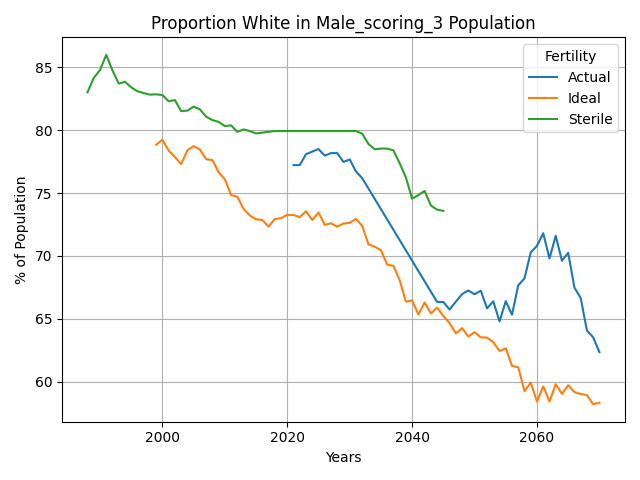 Proportion White in Male_scoring_3 Population
Fertility
Actual
Ideal
Sterile
% of Population
85
80
75
70
65
60
2000
2020
2040
2060
Years